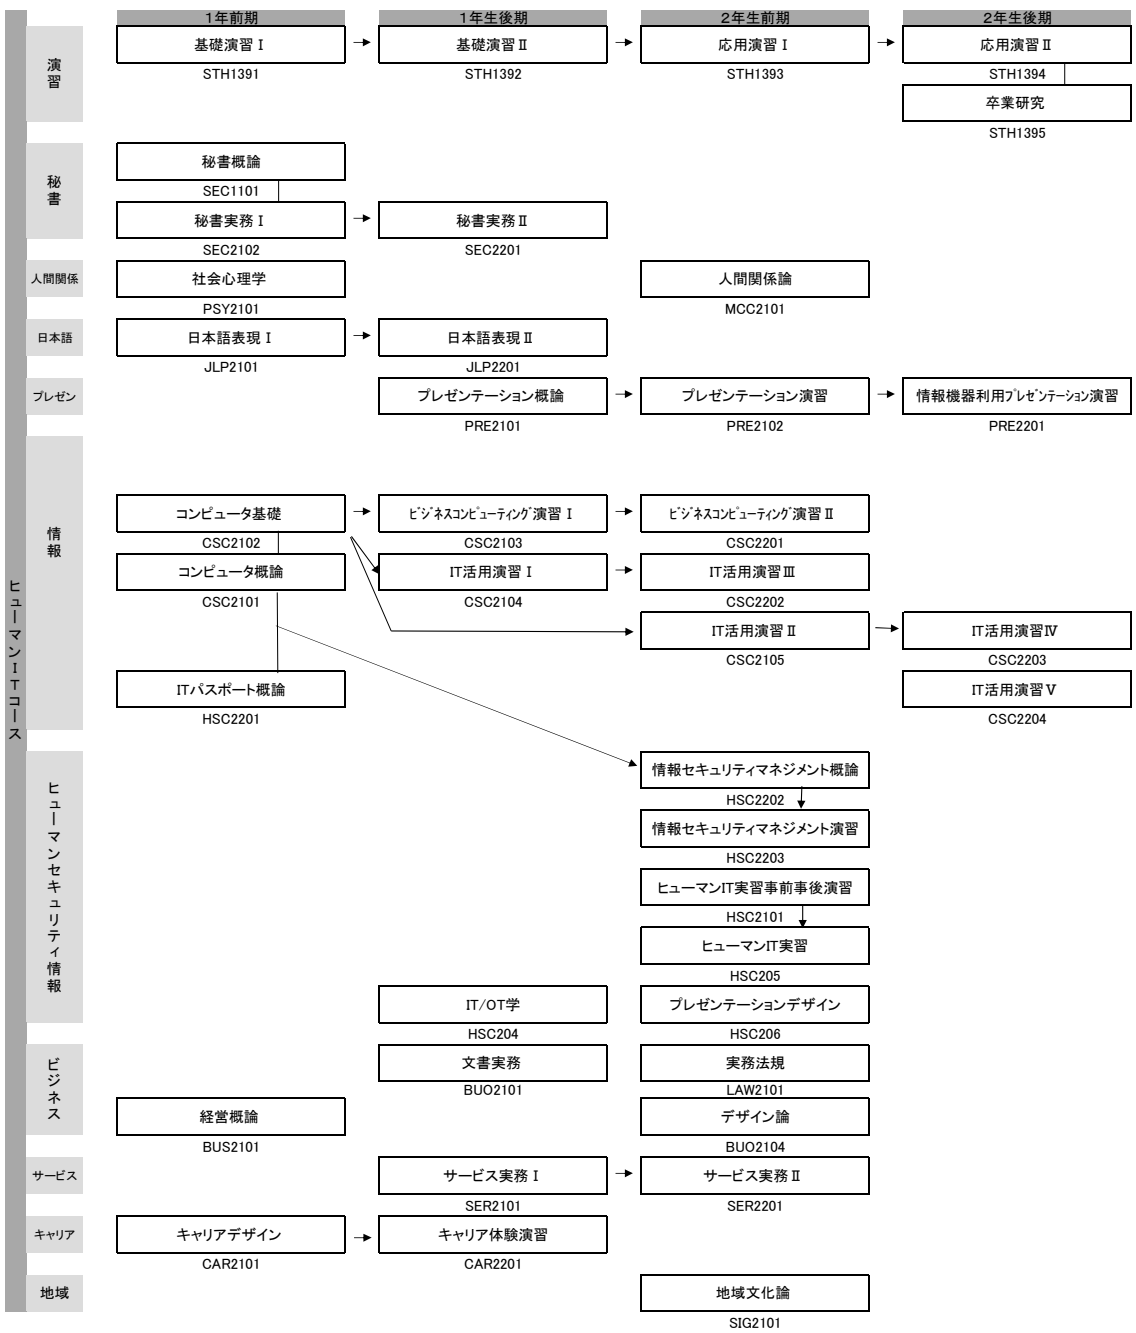 1年前期
1年生後期
2年生前期
2年生後期
ヒューマンITコース
演習
基礎演習Ⅰ
基礎演習Ⅱ
応用演習Ⅰ
応用演習Ⅱ
STH1391
STH1392
STH1393
STH1394
卒業研究
STH1395
秘書
秘書概論
SEC1101
秘書実務Ⅰ
秘書実務Ⅱ
SEC2102
SEC2201
人間関係
社会心理学
人間関係論
PSY2101
MCC2101
日本語
日本語表現Ⅰ
日本語表現Ⅱ
JLP2101
JLP2201
プレゼン
プレゼンテーション概論
プレゼンテーション演習
情報機器利用プレゼンテーション演習
PRE2101
PRE2102
PRE2201
情報
コンピュータ基礎
ビジネスコンピューティング演習Ⅰ
ビジネスコンピューティング演習Ⅱ
CSC2102
CSC2103
CSC2201
コンピュータ概論
IT活用演習Ⅰ
IT活用演習Ⅲ
CSC2101
CSC2104
CSC2202
IT活用演習Ⅱ
IT活用演習Ⅳ
CSC2105
CSC2203
ITパスポート概論
IT活用演習Ⅴ
HSC2201
CSC2204
ヒューマンセキュリティ情報
情報セキュリティマネジメント概論
HSC2202
情報セキュリティマネジメント演習
HSC2203
ヒューマンIT実習事前事後演習
HSC2101
ヒューマンIT実習
HSC205
IT/OT学
プレゼンテーションデザイン
HSC204
HSC206
ビジネス
文書実務
実務法規
BUO2101
LAW2101
経営概論
デザイン論
BUS2101
BUO2104
サービス
サービス実務Ⅰ
サービス実務Ⅱ
SER2101
SER2201
キャリア
キャリアデザイン
キャリア体験演習
CAR2101
CAR2201
地域
地域文化論
SIG2101